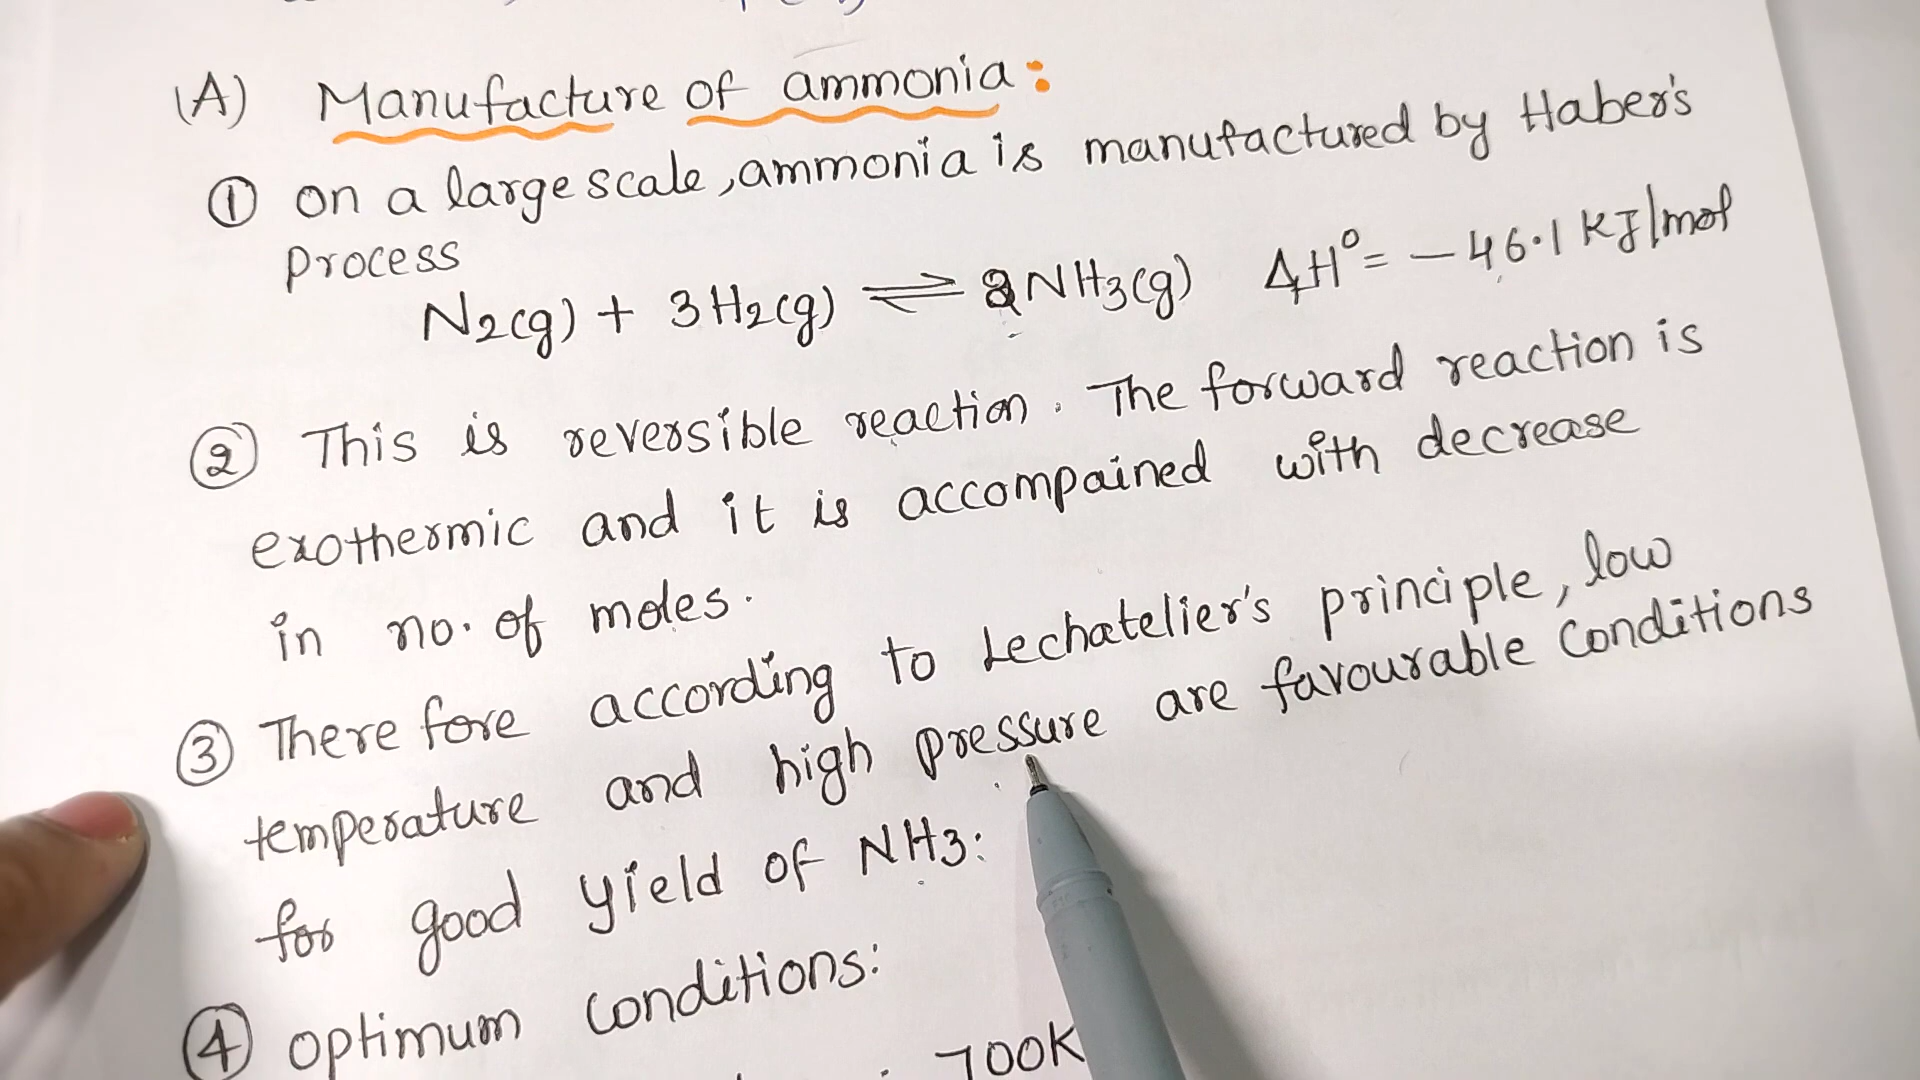 (A) Manufacture of ammonia:
① on a large scale, ammonia is manufactured by Haber's
process
N2(g) + 3H2(g) ⇌ 2NH3(g) ΔH° = -46.1 KJ/mol
② This is reversible reaction. The forward reaction is
exothermic and it is accompained with decrease
in no. of moles.
③ There fore according to Lechatelier's principle, low
temperature and high pressure are favourable conditions
for good yield of NH3:
④ optimum conditions:
700K